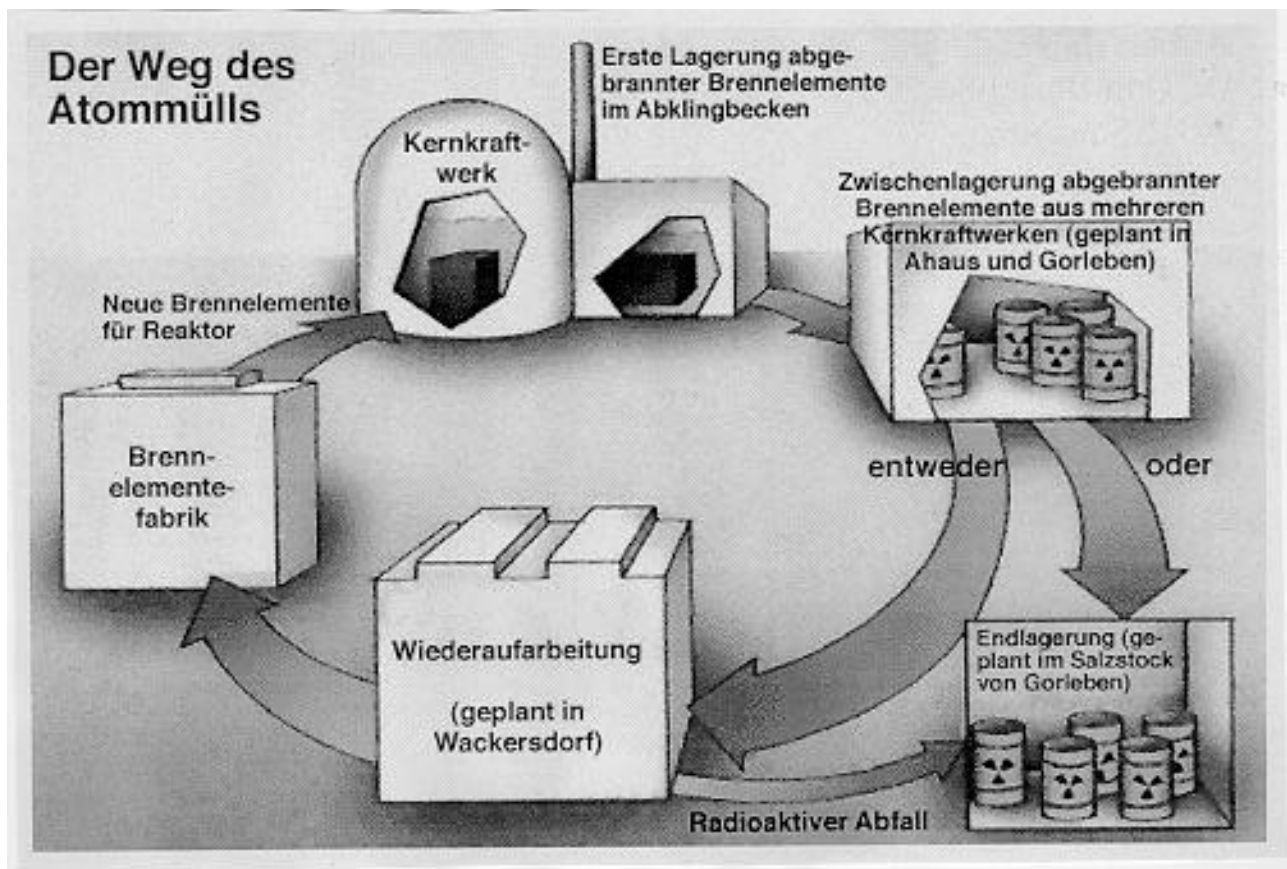 Der Weg des
Atommülls
Erste Lagerung abge-
brannter Brennelemente
im Abklingbecken
Kernkraft-
werk
Zwischenlagerung abgebrannter
Brennelemente aus mehreren
Kernkraftwerken (geplant in
Ahaus und Gorleben)
Neue Brennelemente
für Reaktor
Brenn-
elemente-
fabrik
entweder
oder
Wiederaufarbeitung
(geplant in
Wackersdorf)
Endlagerung (ge-
plant im Salzstock
von Gorleben)
Radioaktiver Abfall